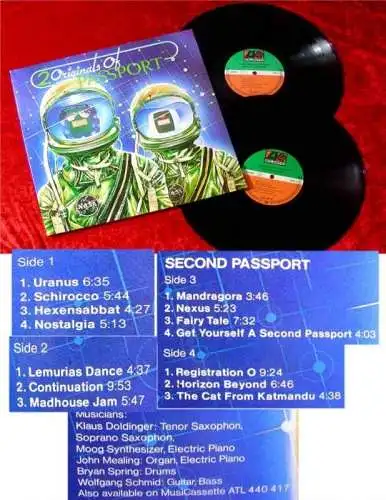 2 Originals Of
PASSPORT
NASA
NASA
Side 1
1. Uranus 6:35
2. Schirocco 5:44
3. Hexensabbat 4:27
4. Nostalgia 5:13
SECOND PASSPORT
Side 3
1. Mandragora 3:46
2. Nexus 5:23
3. Fairy Tale 7:32
4. Get Yourself A Second Passport 4:03
Side 2
1. Lemurias Dance 4:37
2. Continuation 9:53
3. Madhouse Jam 5:47
Side 4
1. Registration O 9:24
2. Horizon Beyond 6:46
3. The Cat From Katmandu 4:38
Musicians:
Klaus Doldinger: Tenor Saxophon,
Soprano Saxophon,
Moog Synthesizer, Electric Piano
John Mealing: Organ, Electric Piano
Bryan Spring: Drums
Wolfgang Schmid: Guitar, Bass
Also available on MusiCassette ATL 440 417